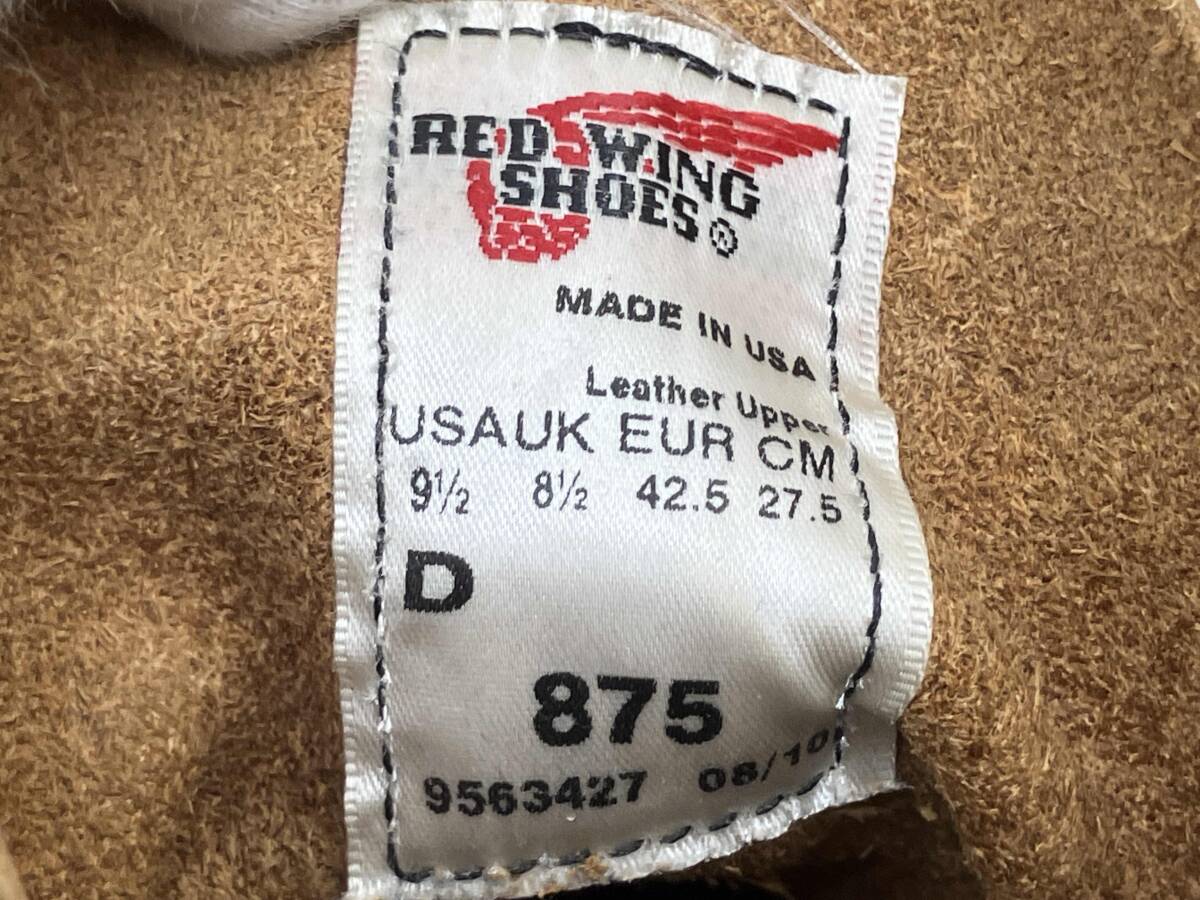 RED WING
SHOES®
MADE IN USA
Leather Upper
USA UK EUR CM
9½ 8½ 42.5 27.5
D
875
9563427 08/10